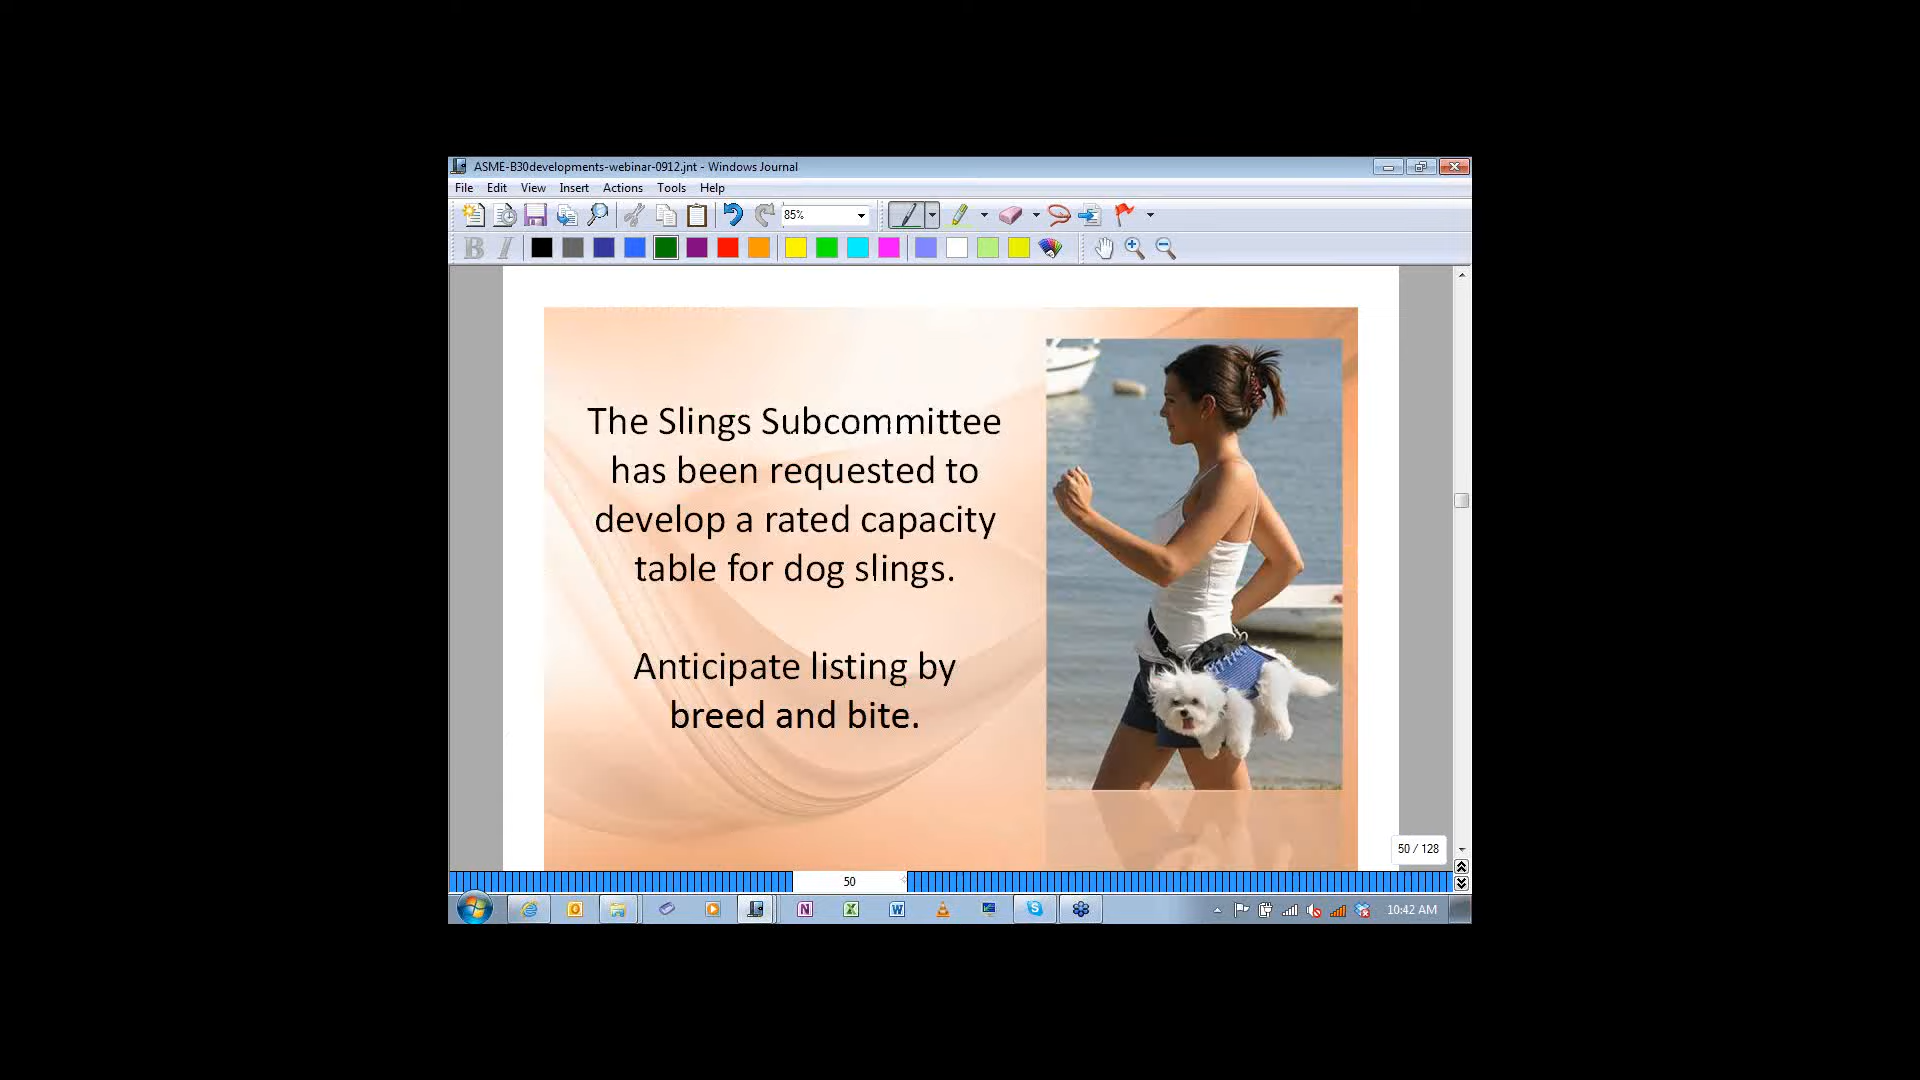 ASME-B30developments-webinar-0912.jnt - Windows Journal
File Edit View Insert Actions Tools Help
85%
B I
The Slings Subcommittee
has been requested to
develop a rated capacity
table for dog slings.
Anticipate listing by
breed and bite.
50 / 128
50
10:42 AM